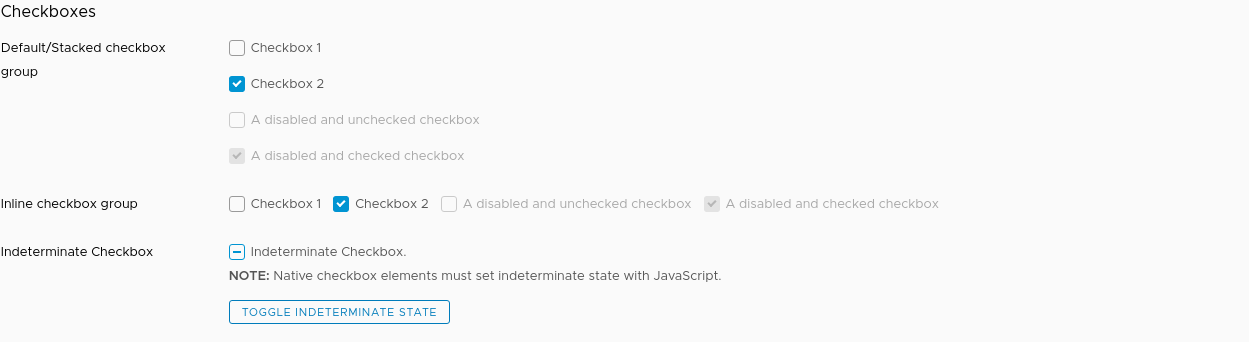 Checkboxes
Default/Stacked checkbox group
Checkbox 1
Checkbox 2
A disabled and unchecked checkbox
A disabled and checked checkbox
Inline checkbox group
Checkbox 1 Checkbox 2 A disabled and unchecked checkbox A disabled and checked checkbox
Indeterminate Checkbox
Indeterminate Checkbox.
NOTE: Native checkbox elements must set indeterminate state with JavaScript.
TOGGLE INDETERMINATE STATE